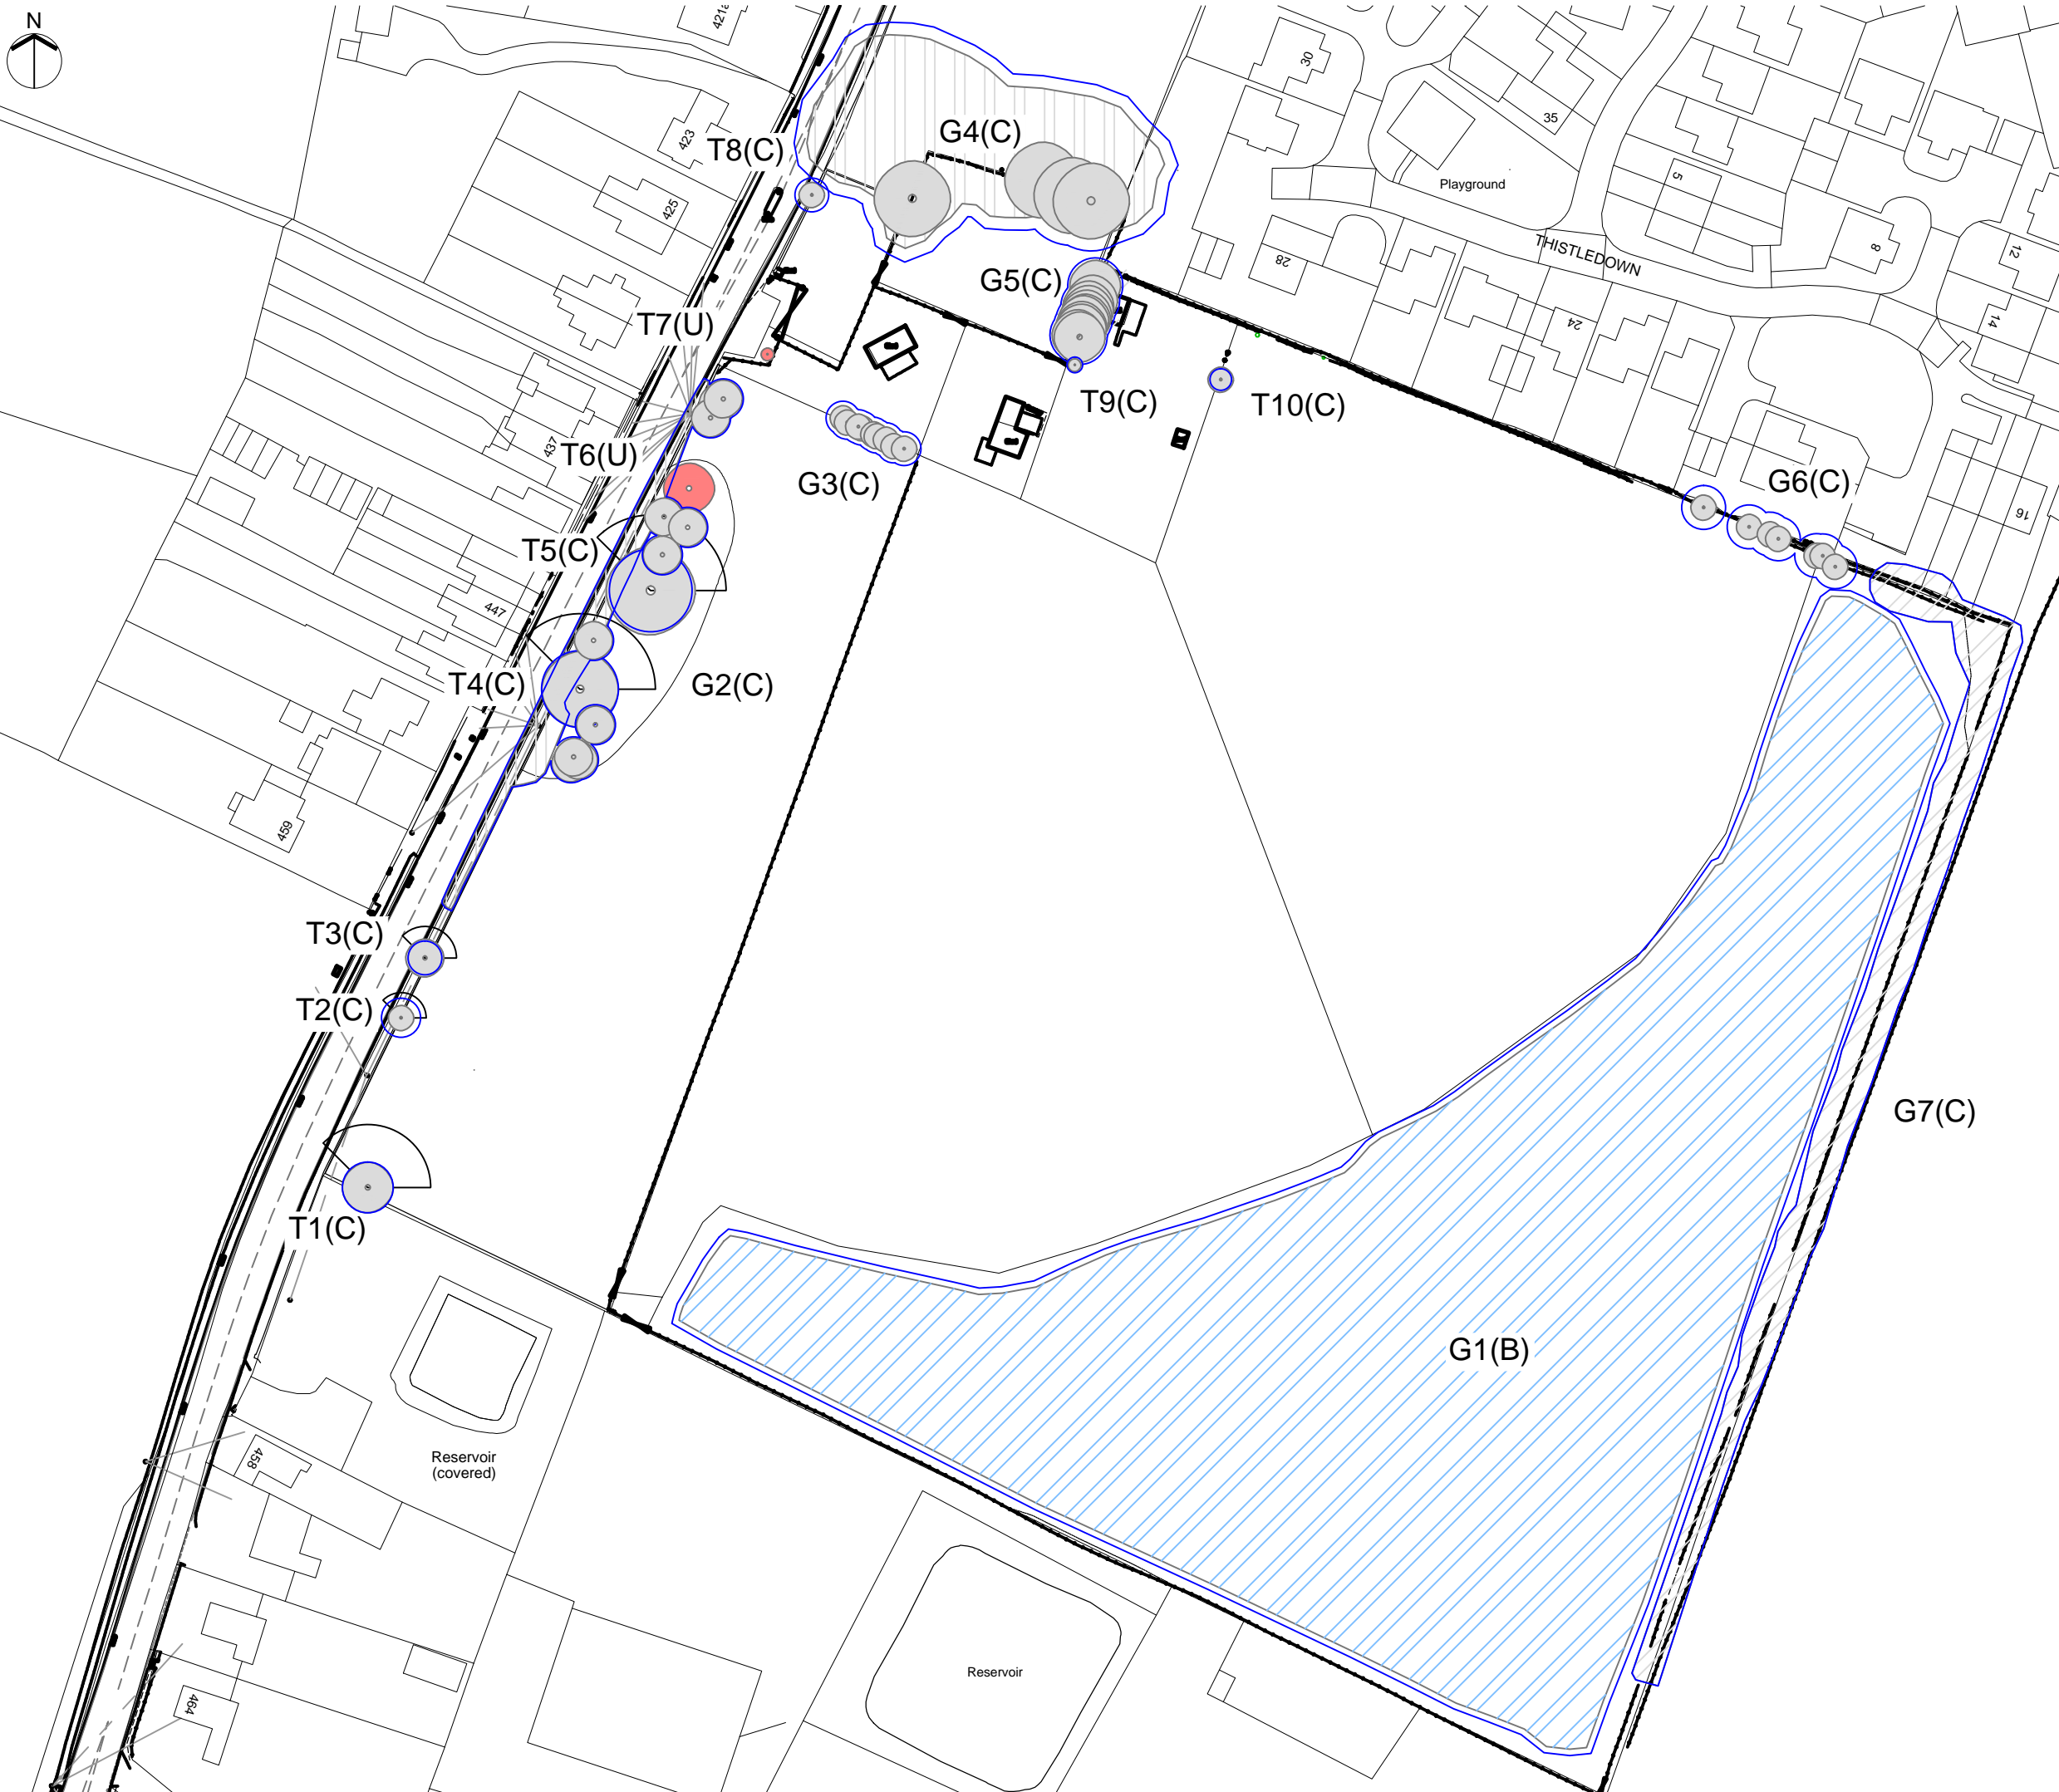 N
421a
30
423
35
G4(C)
T8(C)
5
Playground
425
THISTLEDOWN
8
12
28
G5(C)
T7(U)
24
14
T9(C)
T10(C)
437
T6(U)
G3(C)
G6(C)
16
T5(C)
447
T4(C)
G2(C)
459
T3(C)
T2(C)
G7(C)
T1(C)
G1(B)
458
Reservoir
(covered)
Reservoir
464